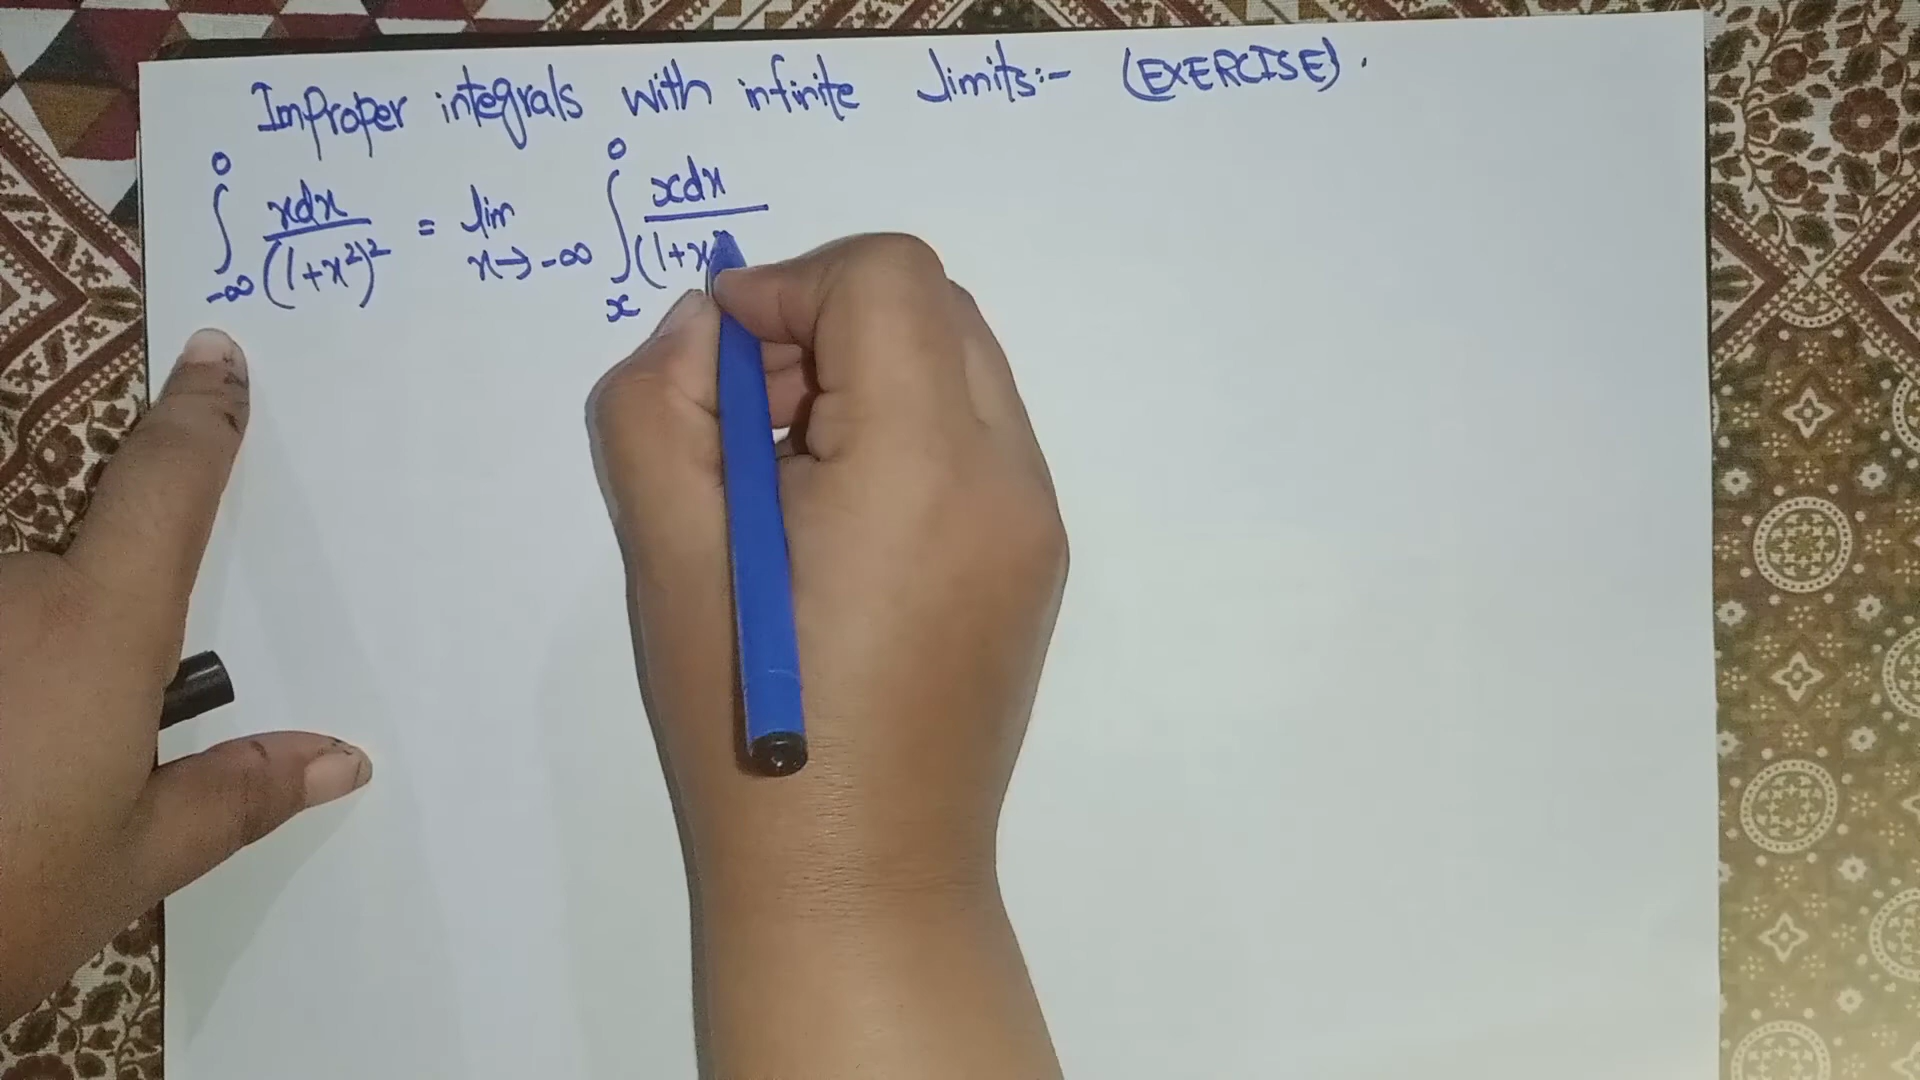 Improper integrals with infinite limits:- (EXERCISE).
∫_{-∞}^{0} xdx/(1+x²)² = lim_{x→-∞} ∫_{x}^{0} xdx/(1+x